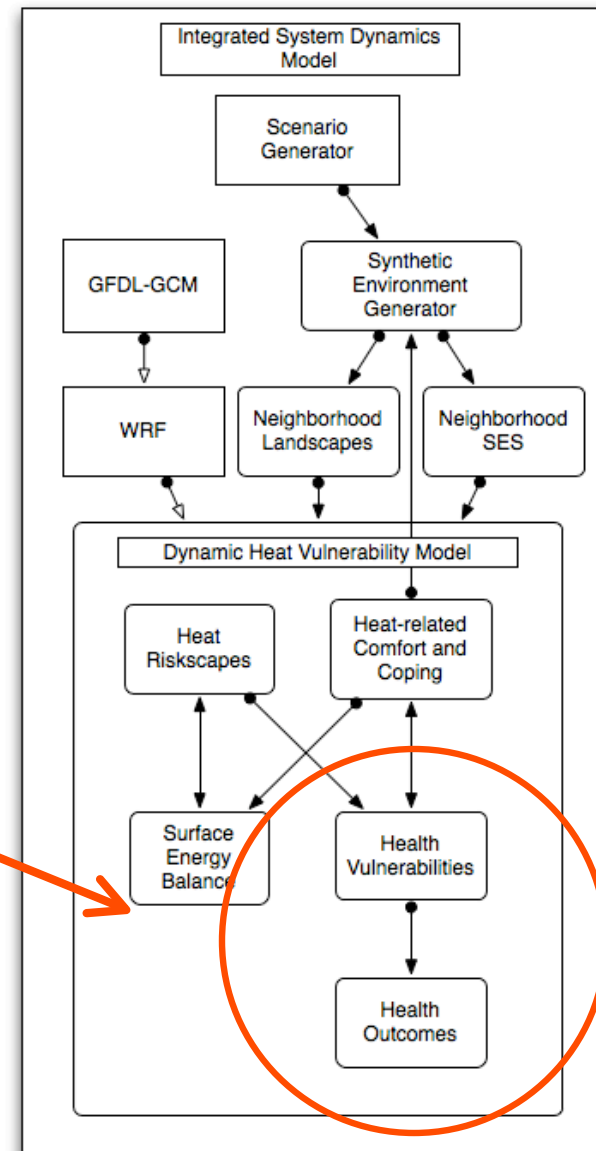 Integrated System Dynamics
Model
Scenario
Generator
GFDL-GCM
Synthetic
Environment
Generator
WRF
Neighborhood
Landscapes
Neighborhood
SES
Dynamic Heat Vulnerability Model
Heat
Riskscapes
Heat-related
Comfort and
Coping
Surface
Energy
Balance
Health
Vulnerabilities
Health
Outcomes